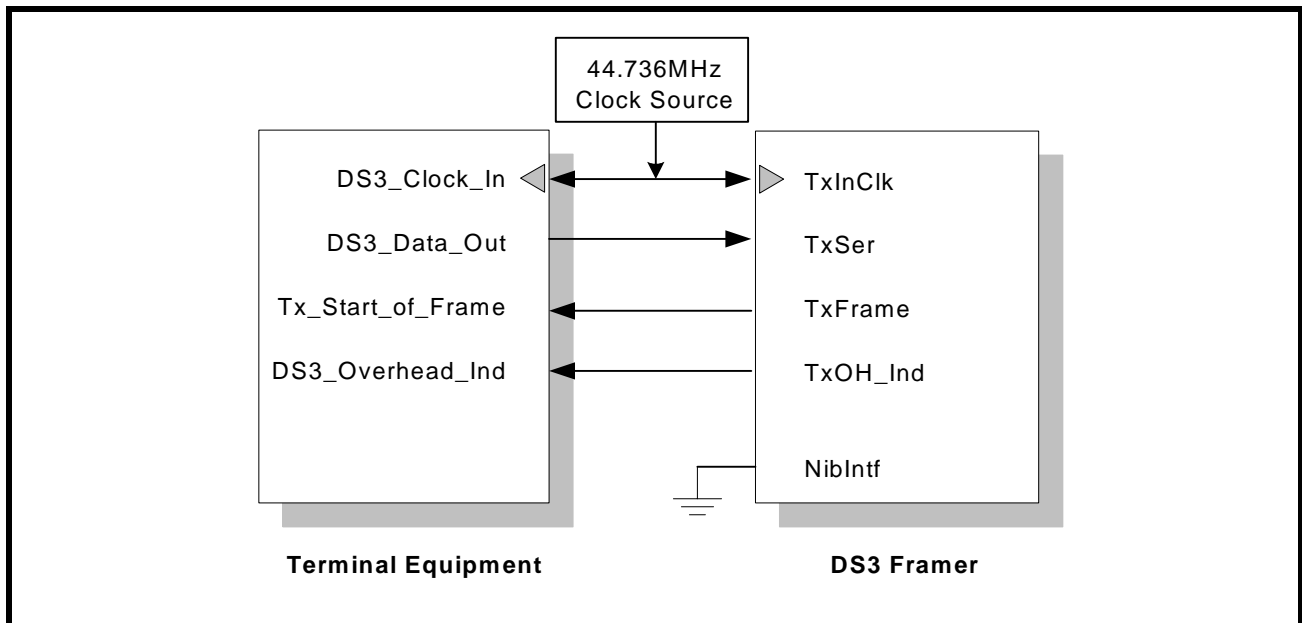 44.736MHz
Clock Source
DS3_Clock_In
TxInClk
DS3_Data_Out
TxSer
Tx_Start_of_Frame
TxFrame
DS3_Overhead_Ind
TxOH_Ind
NibIntf
Terminal Equipment
DS3 Framer